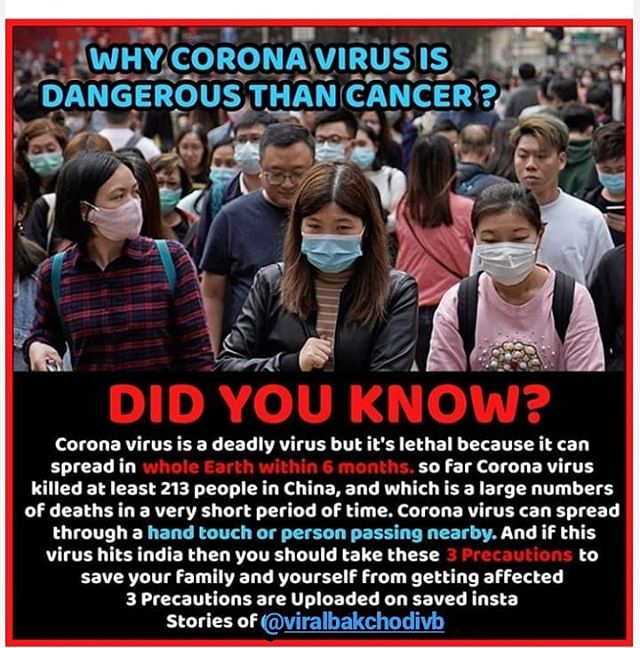 WHY CORONA VIRUS IS
DANGEROUS THAN CANCER?
DID YOU KNOW?
Corona virus is a deadly virus but it's lethal because it can
spread in whole Earth within 6 months. so far Corona virus
killed at least 213 people in China, and which is a large numbers
of deaths in a very short period of time. Corona virus can spread
through a hand touch or person passing nearby. And if this
virus hits india then you should take these 3 Precautions to
save your family and yourself from getting affected
3 Precautions are Uploaded on saved insta
Stories of @viralbakchodivb